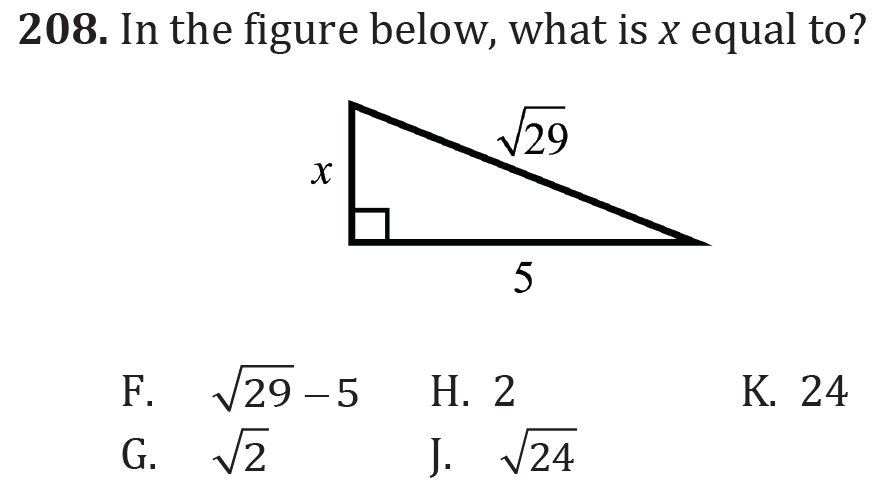 208. In the figure below, what is x equal to?
√29
x
5
F. √29 – 5 H. 2 K. 24
G. √2 J. √24